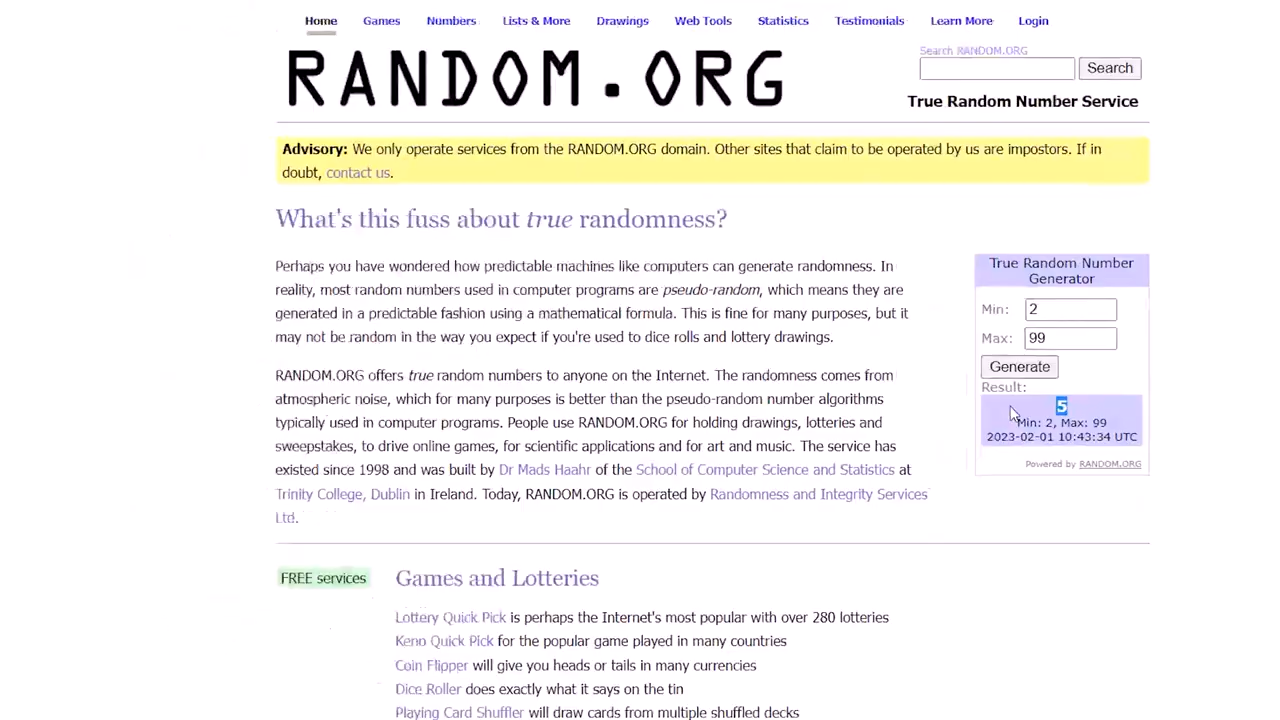 Home Games Numbers Lists & More Drawings Web Tools Statistics Testimonials Learn More Login
RANDOM.ORG
Search RANDOM.ORG
Search
True Random Number Service
Advisory: We only operate services from the RANDOM.ORG domain. Other sites that claim to be operated by us are impostors. If in
doubt, contact us.
What's this fuss about true randomness?
Perhaps you have wondered how predictable machines like computers can generate randomness. In
reality, most random numbers used in computer programs are pseudo-random, which means they are
generated in a predictable fashion using a mathematical formula. This is fine for many purposes, but it
may not be random in the way you expect if you're used to dice rolls and lottery drawings.
RANDOM.ORG offers true random numbers to anyone on the Internet. The randomness comes from
atmospheric noise, which for many purposes is better than the pseudo-random number algorithms
typically used in computer programs. People use RANDOM.ORG for holding drawings, lotteries and
sweepstakes, to drive online games, for scientific applications and for art and music. The service has
existed since 1998 and was built by Dr Mads Haahr of the School of Computer Science and Statistics at
Trinity College, Dublin in Ireland. Today, RANDOM.ORG is operated by Randomness and Integrity Services
Ltd.
True Random Number
Generator
Min: 2
Max: 99
Generate
Result:
5
Min: 2, Max: 99
2023-02-01 10:43:34 UTC
Powered by RANDOM.ORG
FREE services
Games and Lotteries
Lottery Quick Pick is perhaps the Internet's most popular with over 280 lotteries
Keno Quick Pick for the popular game played in many countries
Coin Flipper will give you heads or tails in many currencies
Dice Roller does exactly what it says on the tin
Playing Card Shuffler will draw cards from multiple shuffled decks